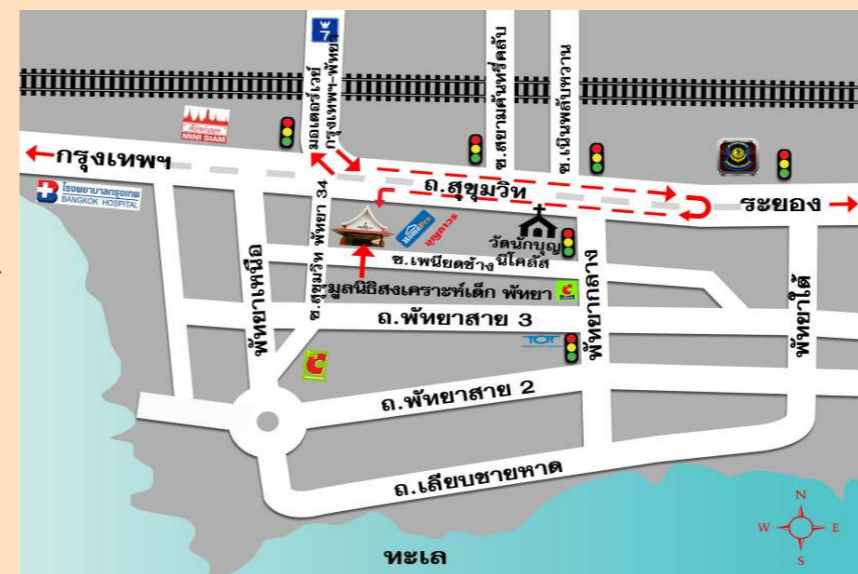 7
มอเตอร์เวย์
กรุงเทพฯ-พัทยา
ซ.สยามคันทรี่คลับ
ซ.เนินพลับหวาน
MINI SIAM
กรุงเทพฯ
ถ.สุขุมวิท
ระยอง
โรงพยาบาลกรุงเทพ
BANGKOK HOSPITAL
พัทยาเหนือ
ซ.สุขุมวิท พัทยา 34
HomePro
วัดนักบุญ
นิโคลัส
ซ.เพนียดช้าง
มูลนิธิสงเคราะห์เด็ก พัทยา
ถ.พัทยาสาย 3
พัทยากลาง
พัทยาใต้
TOT
ถ.พัทยาสาย 2
ถ.เลียบชายหาด
ทะเล
N
W
E
S